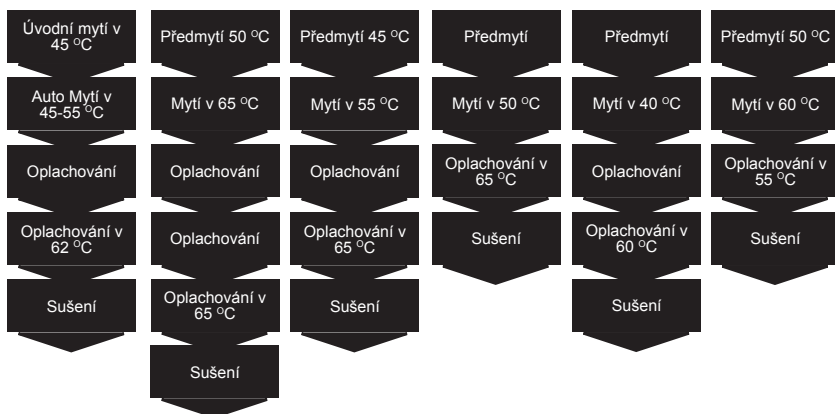 Úvodní mytí v
45 °C
Auto Mytí v
45-55 °C
Oplachování
Oplachování v
62 °C
Sušení
Předmytí 50 °C
Mytí v 65 °C
Oplachování
Oplachování
Oplachování v
65 °C
Sušení
Předmytí 45 °C
Mytí v 55 °C
Oplachování
Oplachování v
65 °C
Sušení
Předmytí
Mytí v 50 °C
Oplachování v
65 °C
Sušení
Předmytí
Mytí v 40 °C
Oplachování
Oplachování v
60 °C
Sušení
Předmytí 50 °C
Mytí v 60 °C
Oplachování v
55 °C
Sušení